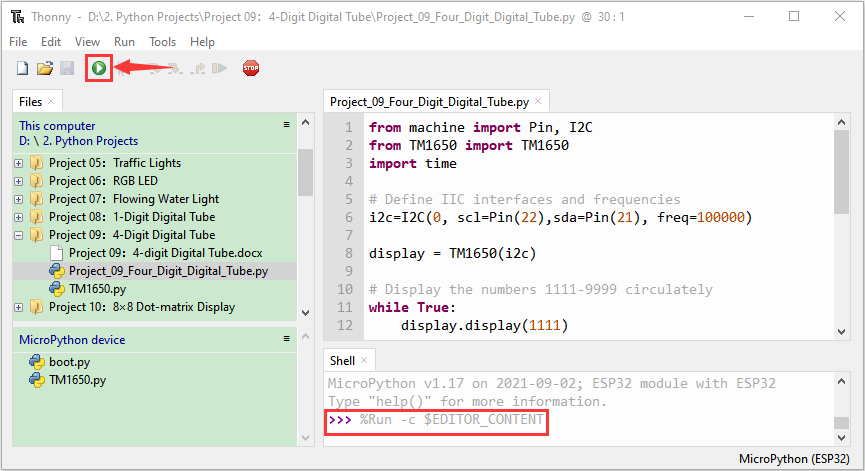 Thonny - D:\2. Python Projects\Project 09： 4-Digit Digital Tube\Project_09_Four_Digit_Digital_Tube.py @ 30 : 1
File Edit View Run Tools Help
STOP
Files ×
This computer
D: \ 2. Python Projects
Project 05：Traffic Lights
Project 06：RGB LED
Project 07：Flowing Water Light
Project 08：1-Digit Digital Tube
Project 09：4-Digit Digital Tube
Project 09：4-digit Digital Tube.docx
Project_09_Four_Digit_Digital_Tube.py
TM1650.py
Project 10：8×8 Dot-matrix Display
MicroPython device
boot.py
TM1650.py
Project_09_Four_Digit_Digital_Tube.py ×
1 from machine import Pin, I2C
2 from TM1650 import TM1650
3 import time
4
5 # Define IIC interfaces and frequencies
6 i2c=I2C(0, scl=Pin(22),sda=Pin(21), freq=100000)
7
8 display = TM1650(i2c)
9
10 # Display the numbers 1111-9999 circulately
11 while True:
12 display.display(1111)
Shell ×
MicroPython v1.17 on 2021-09-02; ESP32 module with ESP32
Type "help()" for more information.
>>> %Run -c $EDITOR_CONTENT
MicroPython (ESP32)